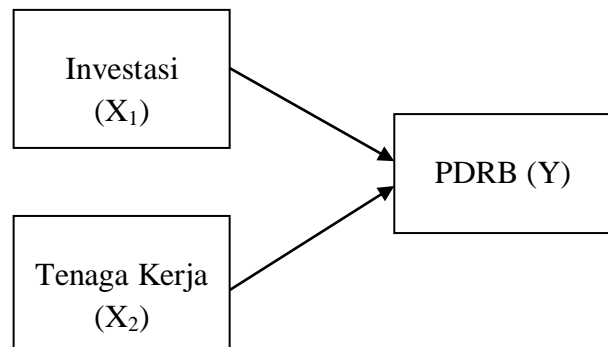 Investasi
(X₁)
PDRB (Y)
Tenaga Kerja
(X₂)